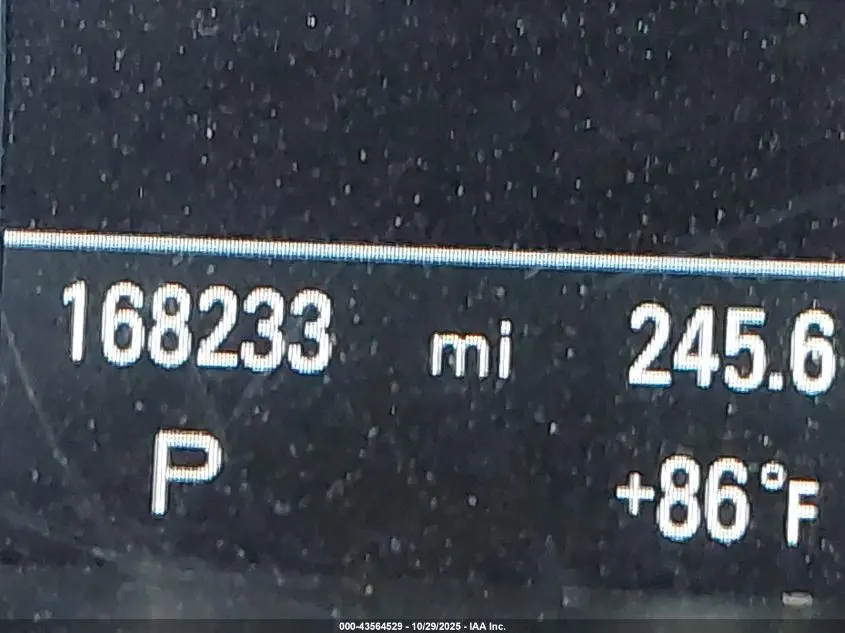 168233 mi 245.6
P +86°F
000-43564529 - 10/29/2025 - IAA Inc.